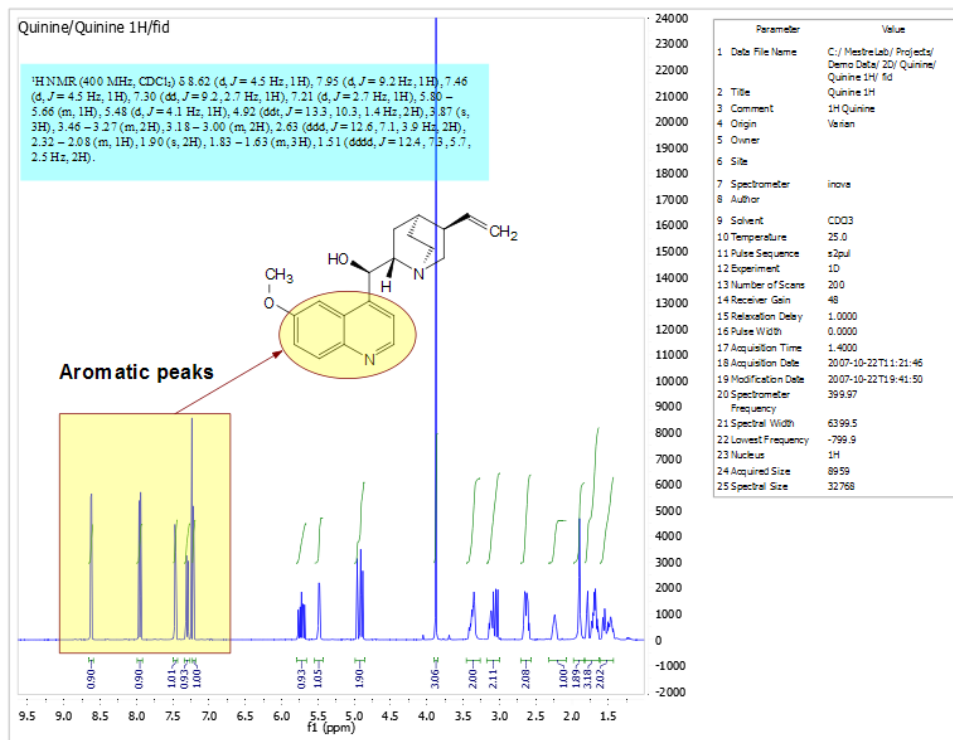 Quinine/Quinine 1H/fid
¹H NMR (400 MHz, CDCl₃) δ 8.62 (d, J = 4.5 Hz, 1H), 7.95 (d, J = 9.2 Hz, 1H), 7.46
(d, J = 4.5 Hz, 1H), 7.30 (dd, J = 9.2, 2.7 Hz, 1H), 7.21 (d, J = 2.7 Hz, 1H), 5.80 –
5.66 (m, 1H), 5.48 (d, J = 4.1 Hz, 1H), 4.92 (ddt, J = 13.3, 10.3, 1.4 Hz, 2H), 3.87 (s,
3H), 3.46 – 3.27 (m, 2H), 3.18 – 3.00 (m, 2H), 2.63 (ddd, J = 12.6, 7.1, 3.9 Hz, 2H),
2.32 – 2.08 (m, 1H), 1.90 (s, 2H), 1.83 – 1.63 (m, 3H), 1.51 (dddd, J = 12.4, 7.3, 5.7,
2.5 Hz, 2H).
CH₂
HO
N
H
CH₃
O
N
Aromatic peaks
24000
23000
22000
21000
20000
19000
18000
17000
16000
15000
14000
13000
12000
11000
10000
9000
8000
7000
6000
5000
4000
3000
2000
1000
0
-1000
-2000
0.90
0.90
1.01
0.93
1.00
0.93
1.05
1.90
3.06
2.00
2.11
2.08
1.00
1.89
3.18
2.02
9.5 9.0 8.5 8.0 7.5 7.0 6.5 6.0 5.5 5.0 4.5 4.0 3.5 3.0 2.5 2.0 1.5
f1 (ppm)
Parameter Value
1 Data File Name C:/ MestreLab/ Projects/
Demo Data/ 2D/ Quinine/
Quinine 1H/ fid
2 Title Quinine 1H
3 Comment 1H Quinine
4 Origin Varian
5 Owner
6 Site
7 Spectrometer inova
8 Author
9 Solvent CDCl3
10 Temperature 25.0
11 Pulse Sequence s2pul
12 Experiment 1D
13 Number of Scans 200
14 Receiver Gain 48
15 Relaxation Delay 1.0000
16 Pulse Width 0.0000
17 Acquisition Time 1.4000
18 Acquisition Date 2007-10-22T11:21:46
19 Modification Date 2007-10-22T19:41:50
20 Spectrometer 399.97
Frequency
21 Spectral Width 6399.5
22 Lowest Frequency -799.9
23 Nucleus 1H
24 Acquired Size 8959
25 Spectral Size 32768